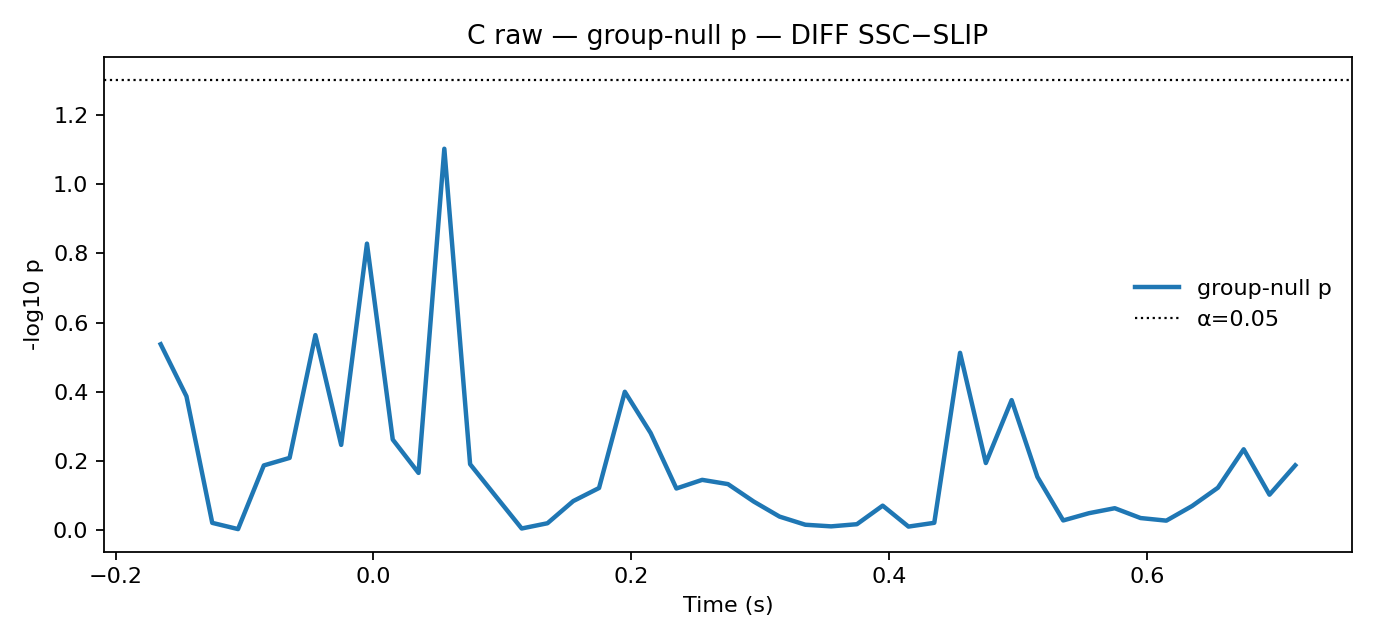 C raw — group-null p — DIFF SSC−SLIP
-log10 p
1.2
1.0
0.8
0.6
0.4
0.2
0.0
group-null p
α=0.05
−0.2 0.0 0.2 0.4 0.6
Time (s)